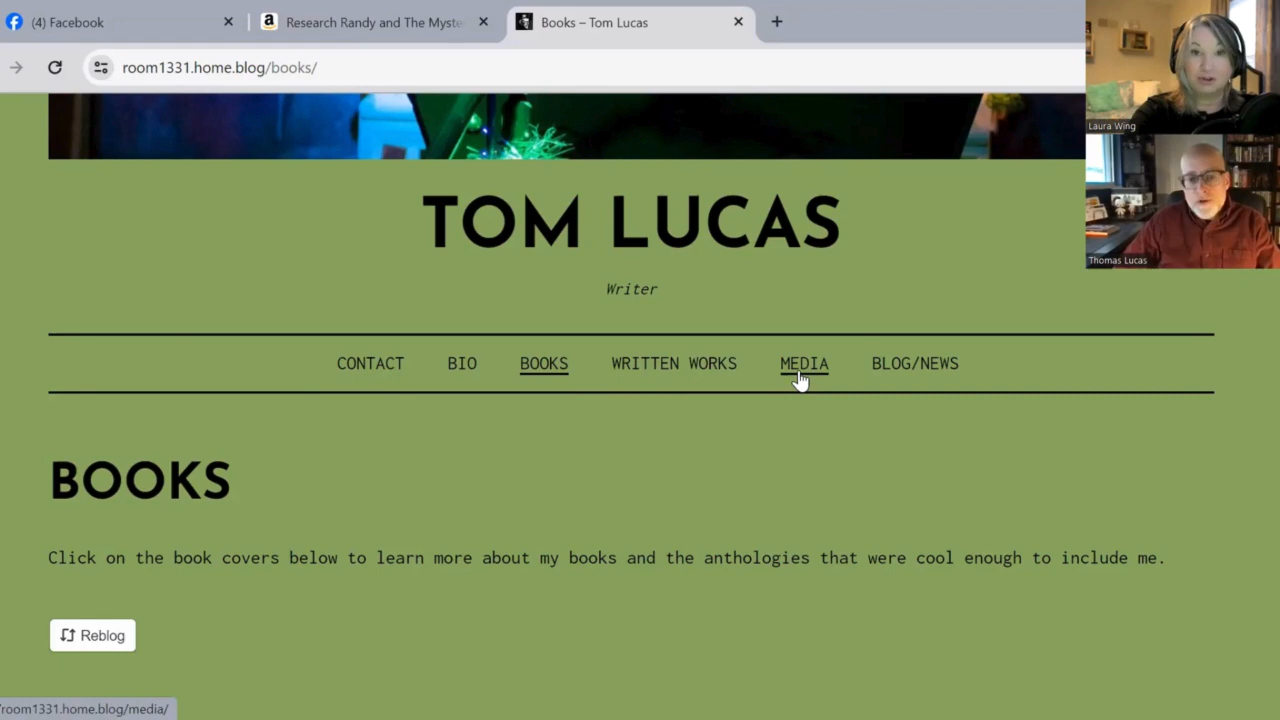 (4) Facebook
Research Randy and The Myste
Books – Tom Lucas
room1331.home.blog/books/
Laura Wing
Thomas Lucas
TOM LUCAS
Writer
CONTACT BIO BOOKS WRITTEN WORKS MEDIA BLOG/NEWS
BOOKS
Click on the book covers below to learn more about my books and the anthologies that were cool enough to include me.
Reblog
/room1331.home.blog/media/